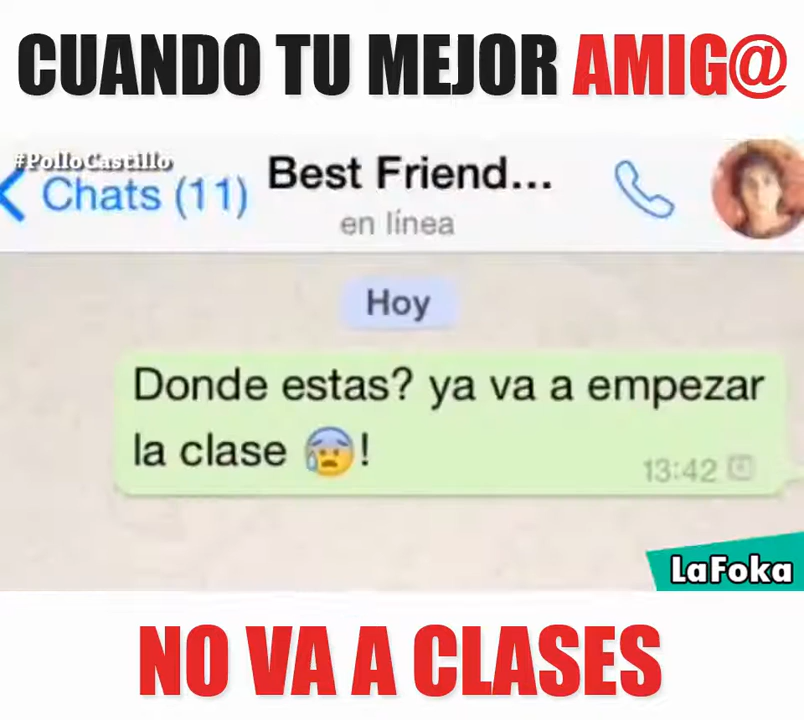 CUANDO TU MEJOR AMIG@
#PolloCastillo
Chats (11)
Best Friend...
en línea
Hoy
Donde estas? ya va a empezar
la clase 😰!
13:42
LaFoka
NO VA A CLASES